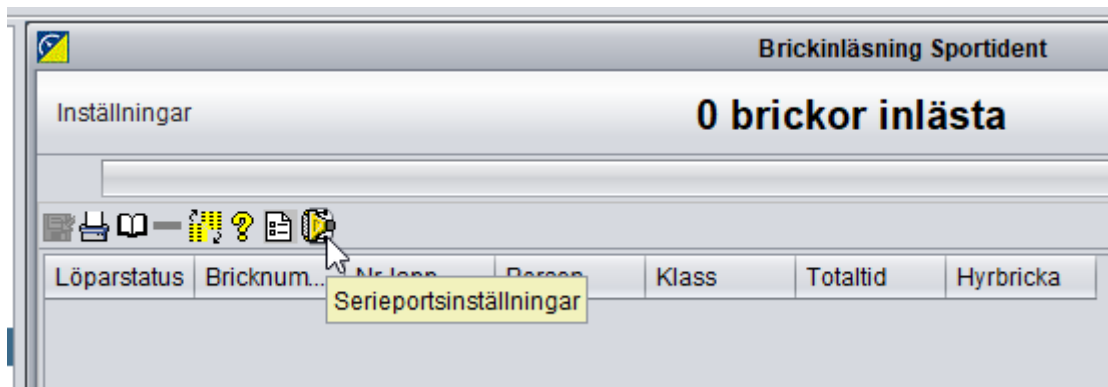 Brickinläsning Sportident
Inställningar
0 brickor inlästa
Löparstatus Bricknum... Klass Totaltid Hyrbricka
Serieportsinställningar